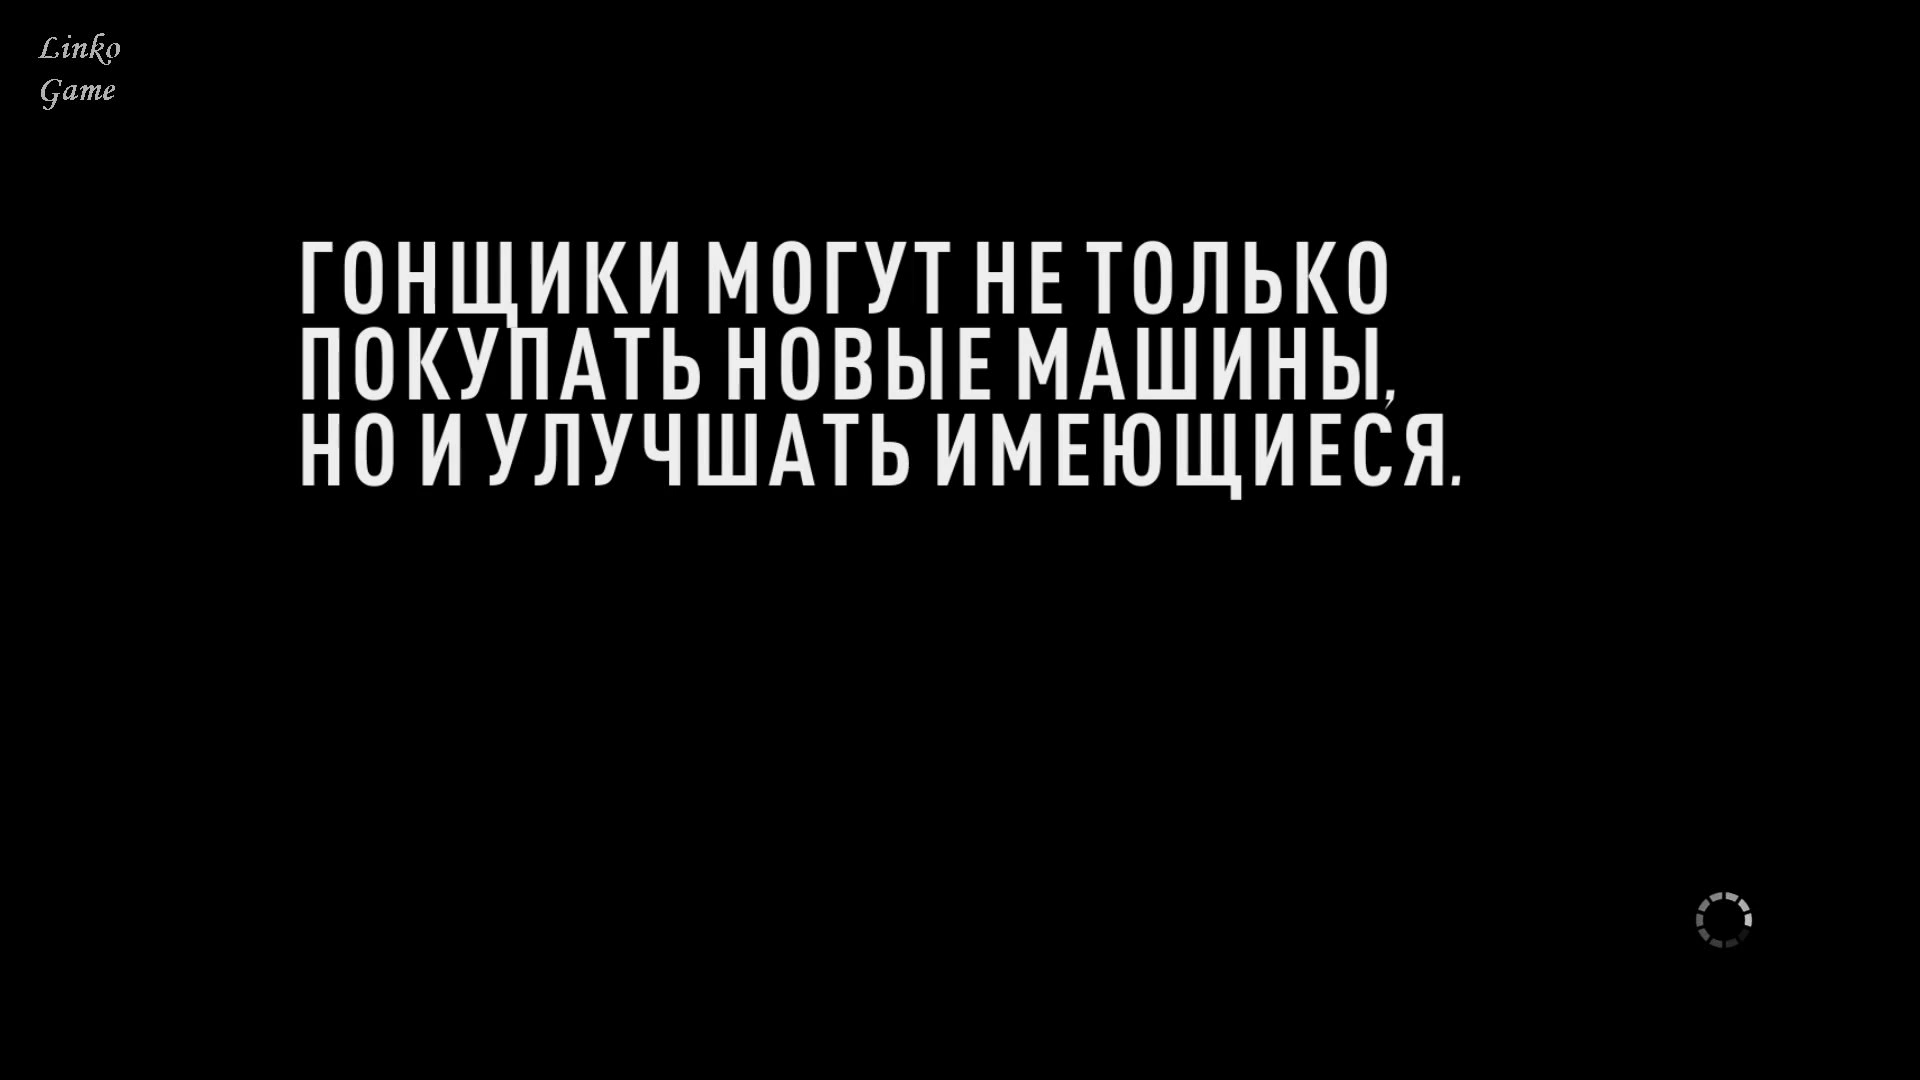 Linko
Game
ГОНЩИКИ МОГУТ НЕ ТОЛЬКО
ПОКУПАТЬ НОВЫЕ МАШИНЫ,
НО И УЛУЧШАТЬ ИМЕЮЩИЕСЯ.